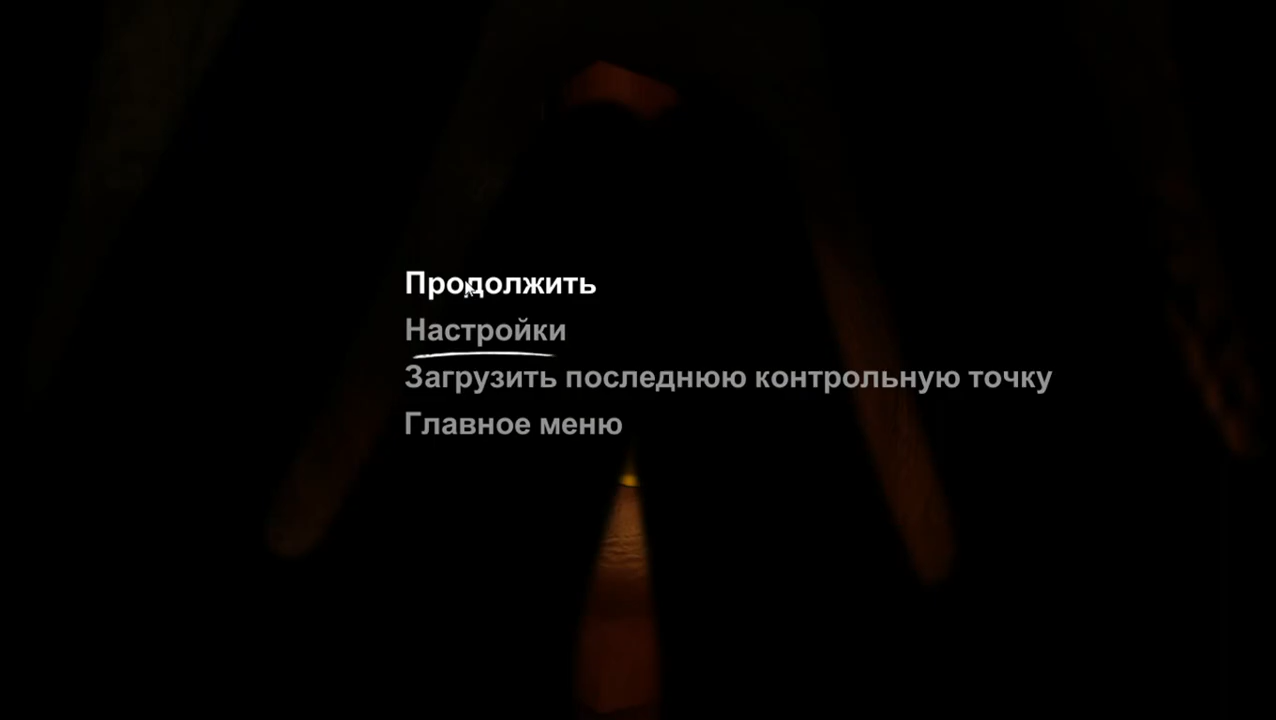 Продолжить
Настройки
Загрузить последнюю контрольную точку
Главное меню